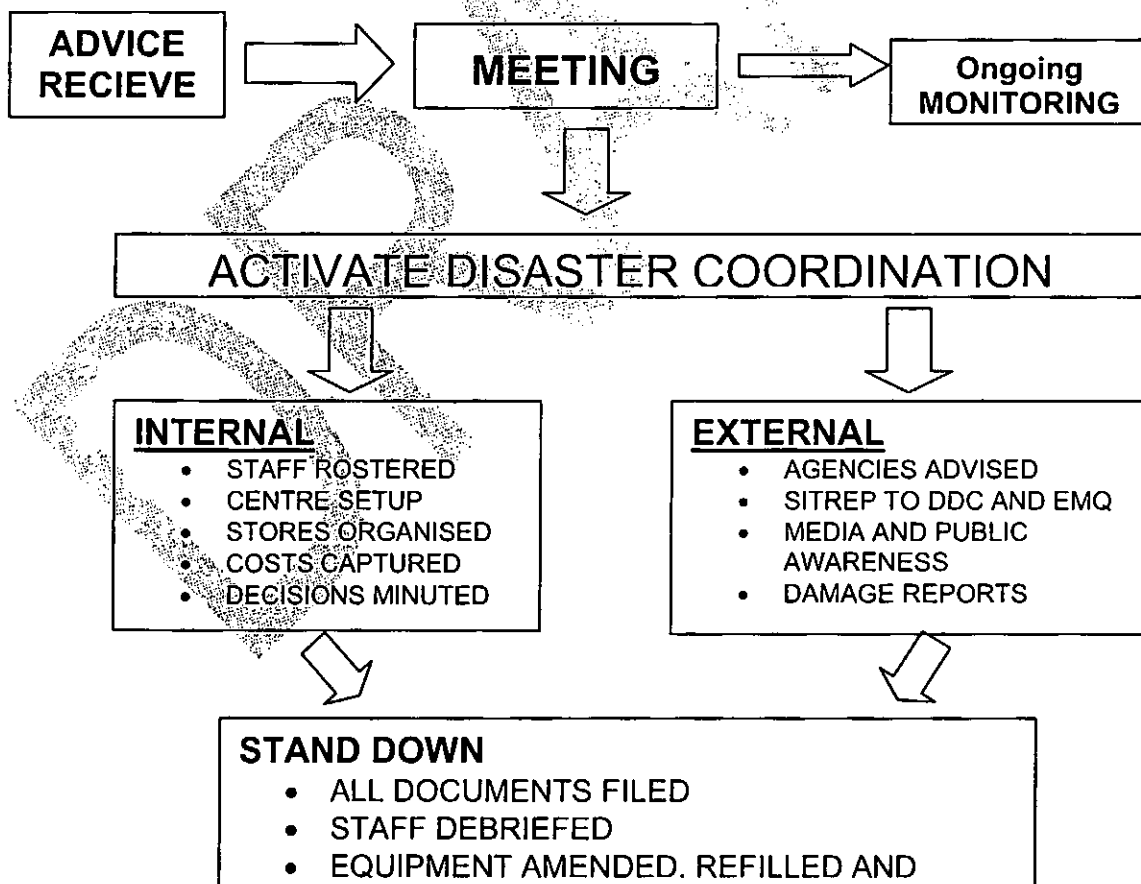 ADVICE
RECIEVE
MEETING
Ongoing
MONITORING
ACTIVATE DISASTER COORDINATION
INTERNAL
• STAFF ROSTERED
• CENTRE SETUP
• STORES ORGANISED
• COSTS CAPTURED
• DECISIONS MINUTED
EXTERNAL
• AGENCIES ADVISED
• SITREP TO DDC AND EMQ
• MEDIA AND PUBLIC
AWARENESS
• DAMAGE REPORTS
STAND DOWN
• ALL DOCUMENTS FILED
• STAFF DEBRIEFED
• EQUIPMENT AMENDED, REFILLED AND